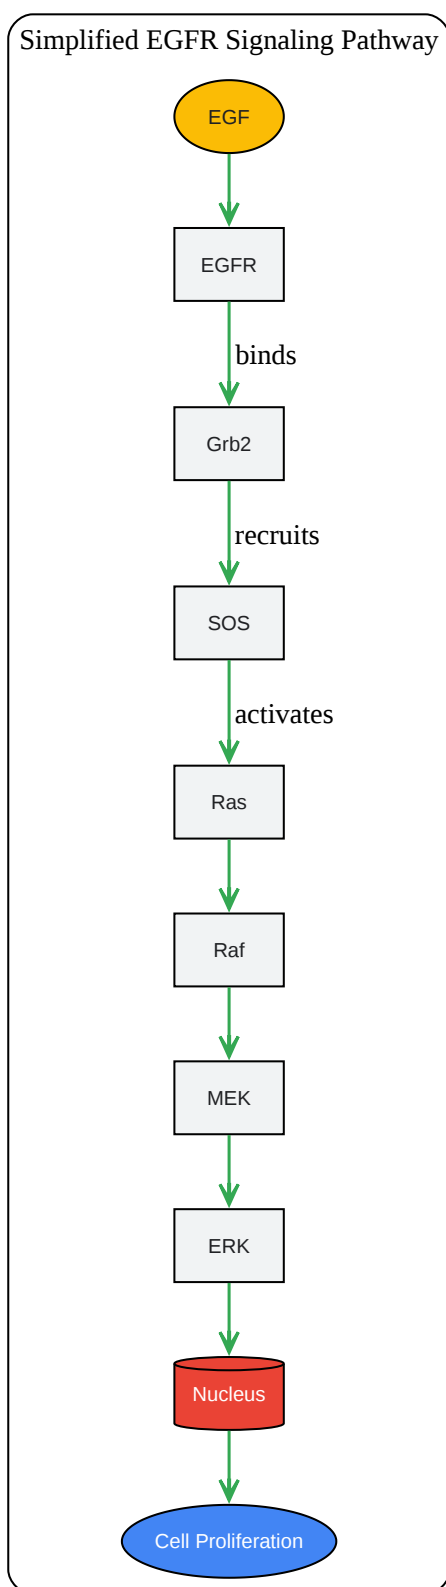 Simplified EGFR Signaling Pathway
EGF
EGFR
binds
Grb2
recruits
SOS
activates
Ras
Raf
MEK
ERK
Nucleus
Cell Proliferation